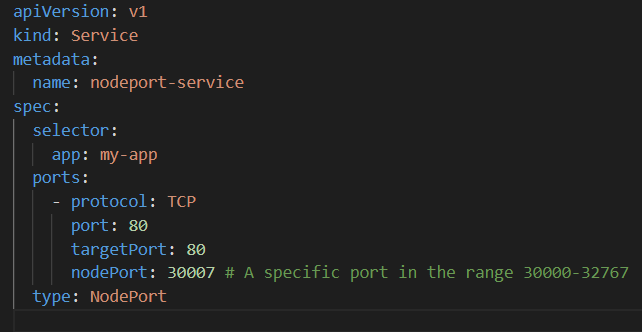 apiVersion: v1
kind: Service
metadata:
  name: nodeport-service
spec:
  selector:
    app: my-app
  ports:
    - protocol: TCP
      port: 80
      targetPort: 80
      nodePort: 30007 # A specific port in the range 30000-32767
  type: NodePort